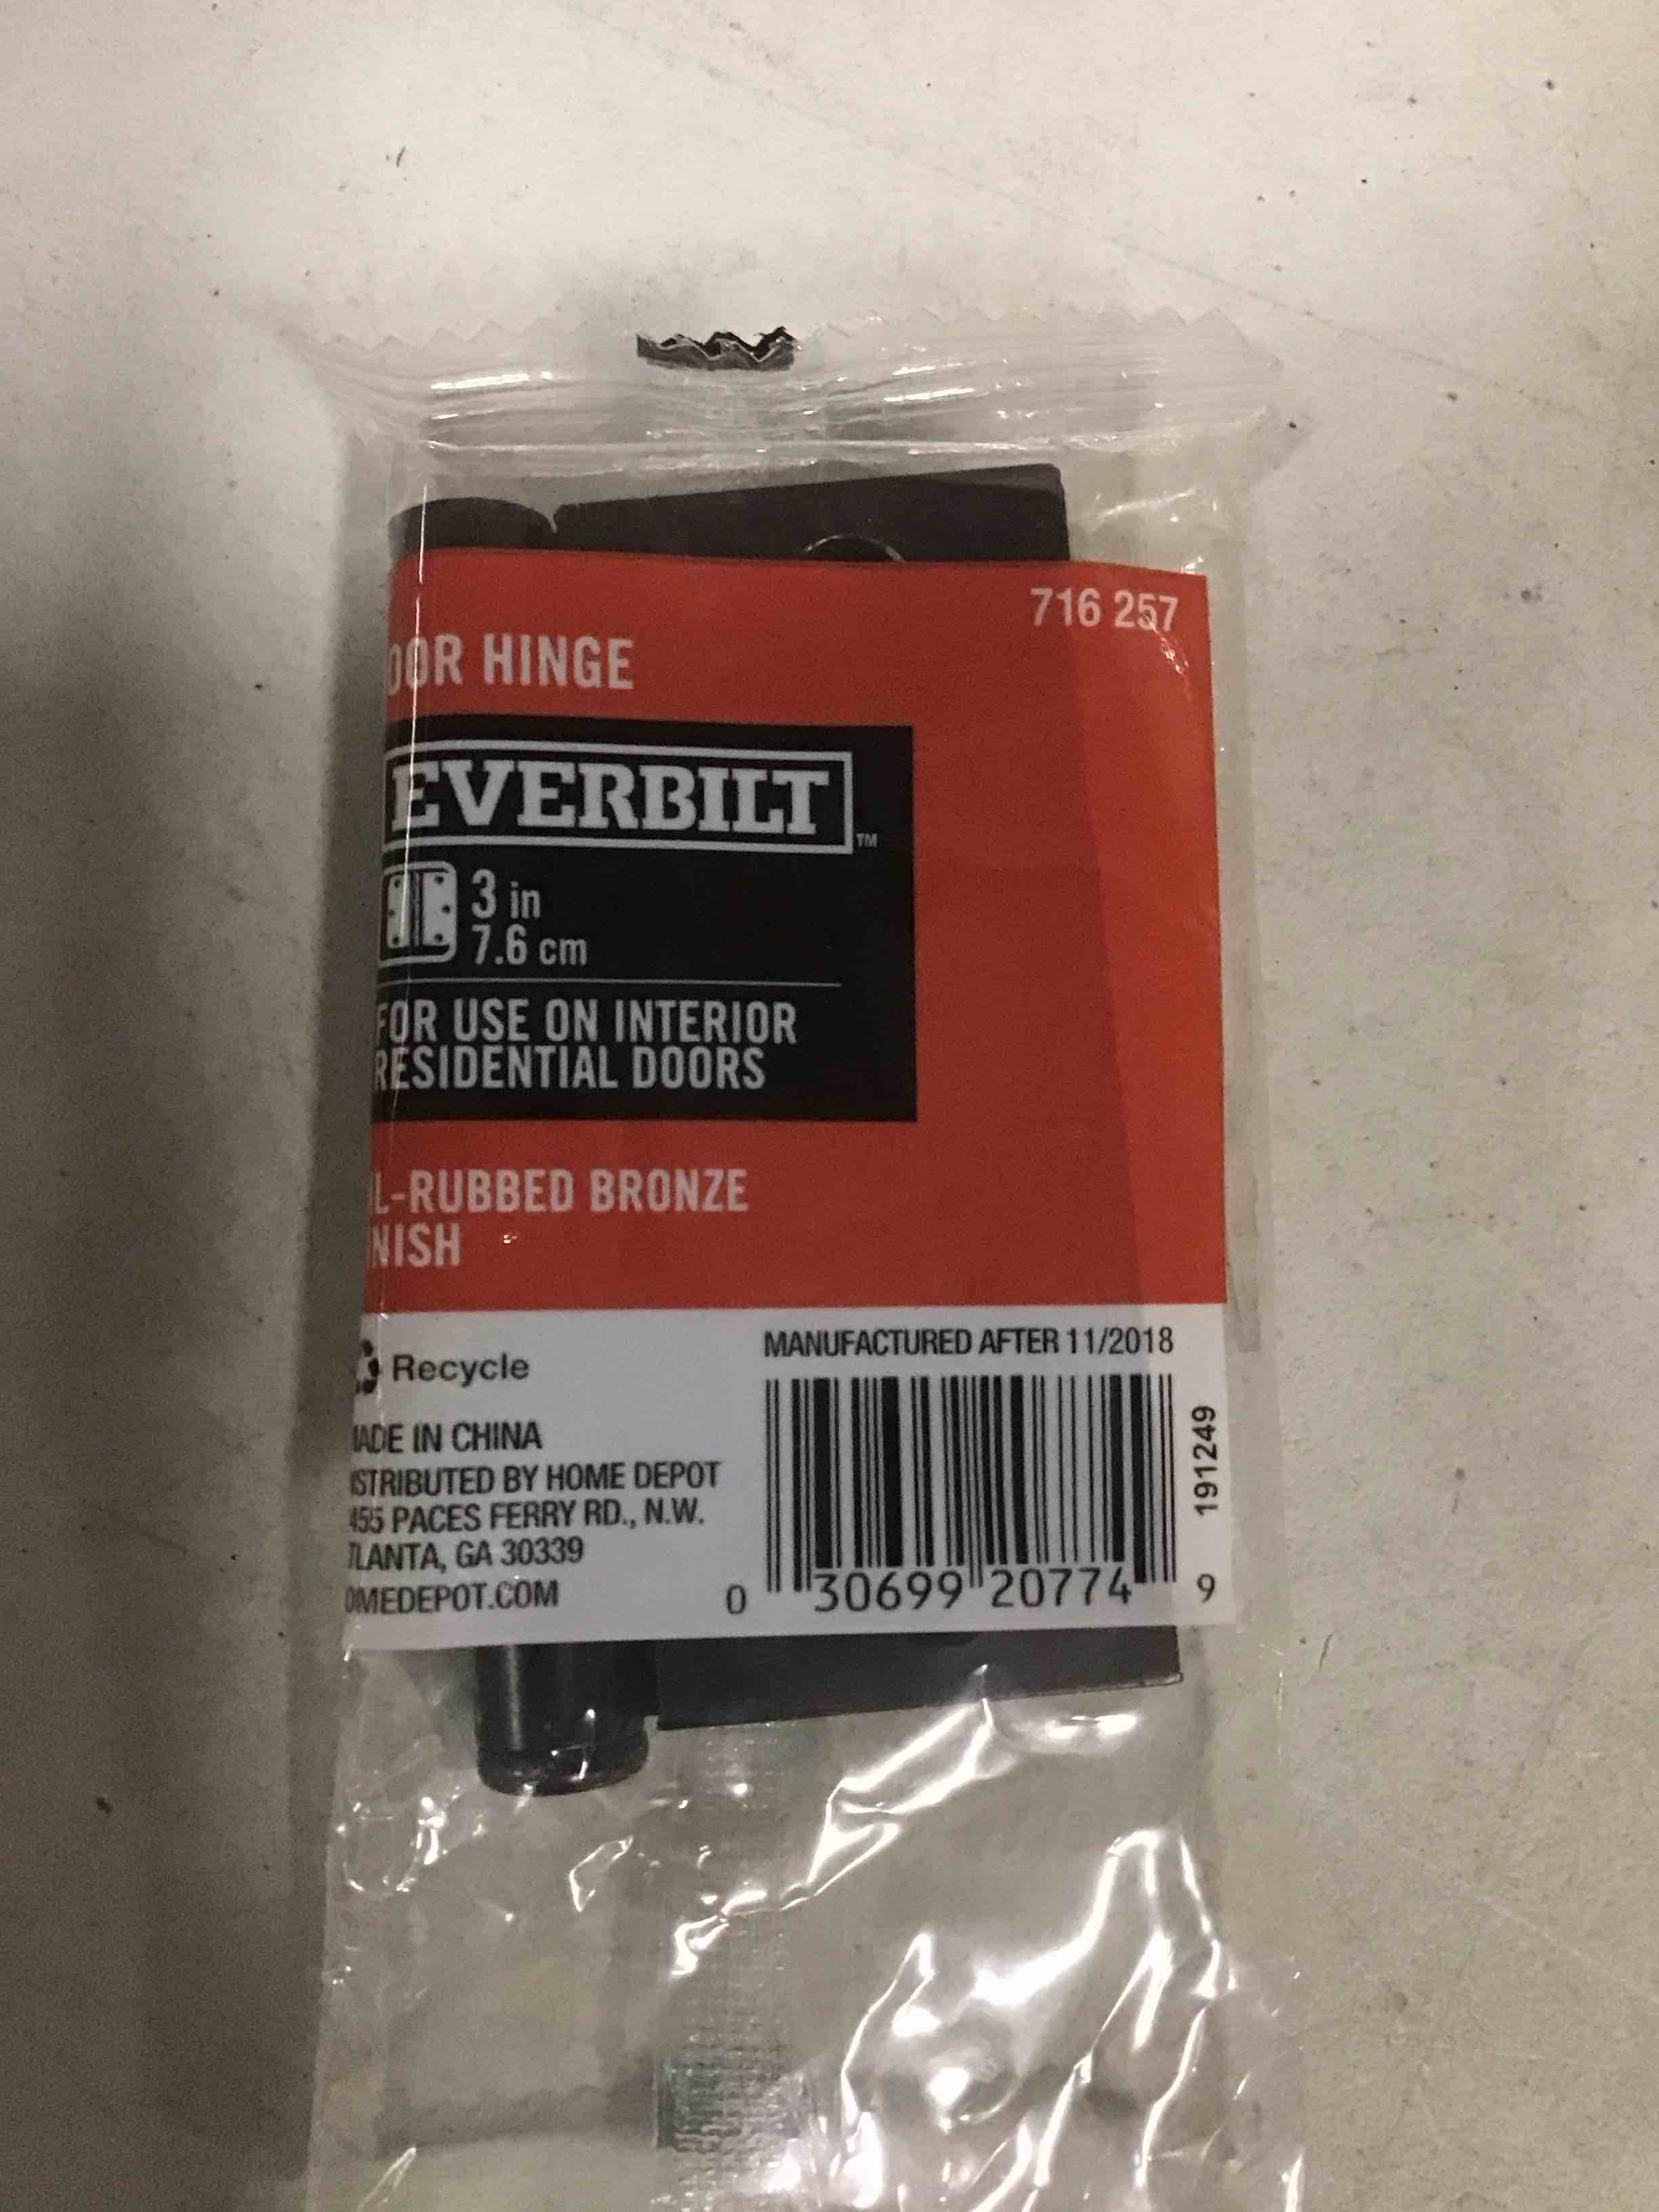 716 257
OOR HINGE
EVERBILT TM
3 in
7.6 cm
FOR USE ON INTERIOR
RESIDENTIAL DOORS
L-RUBBED BRONZE
NISH
MANUFACTURED AFTER 11/2018
Recycle
MADE IN CHINA
ISTRIBUTED BY HOME DEPOT
455 PACES FERRY RD., N.W.
TLANTA, GA 30339
OMEDEPOT.COM
0 30699 20774 9
191249